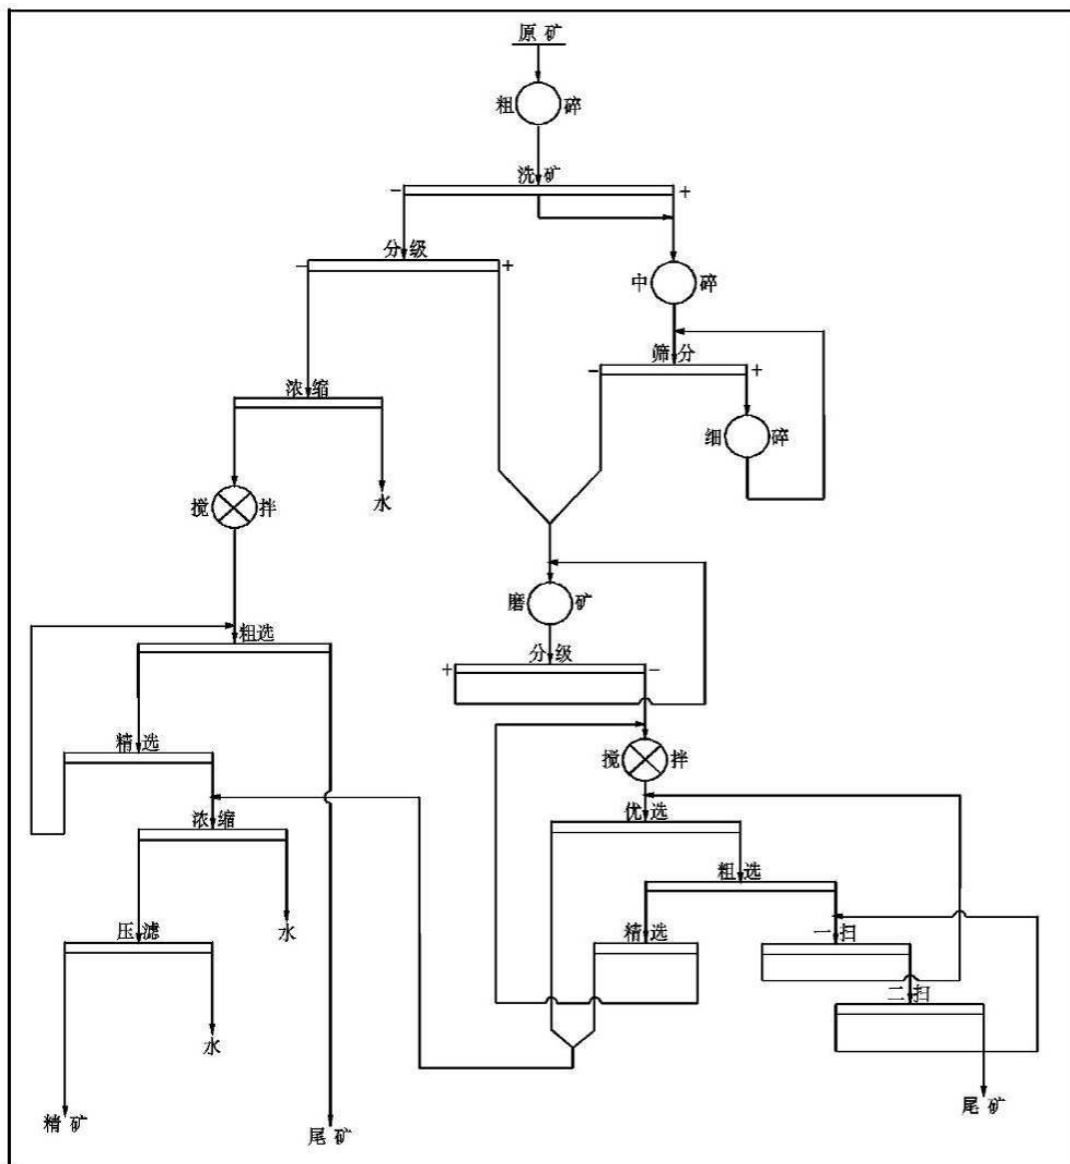 原矿
粗碎
洗矿
- +
分级
- +
中碎
筛分
- +
浓缩
细碎
水
搅拌
磨矿
粗选
分级
+ -
精选
搅拌
浓缩
优选
粗选
水
压滤
精选
一扫
二扫
水
精矿
尾矿
尾矿